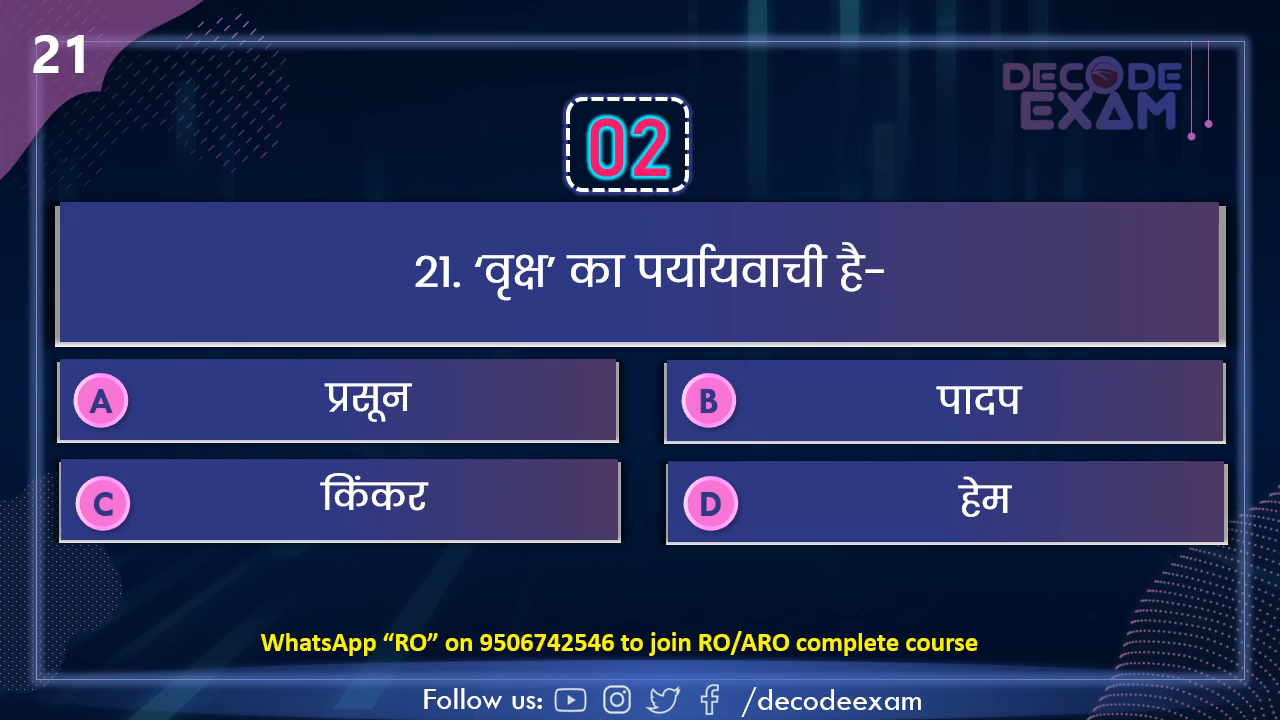 21
DECODE
EXAM
02
21. ‘वृक्ष’ का पर्यायवाची है-
A प्रसून
B पादप
C किंकर
D हेम
WhatsApp “RO” on 9506742546 to join RO/ARO complete course
Follow us: /decodeexam